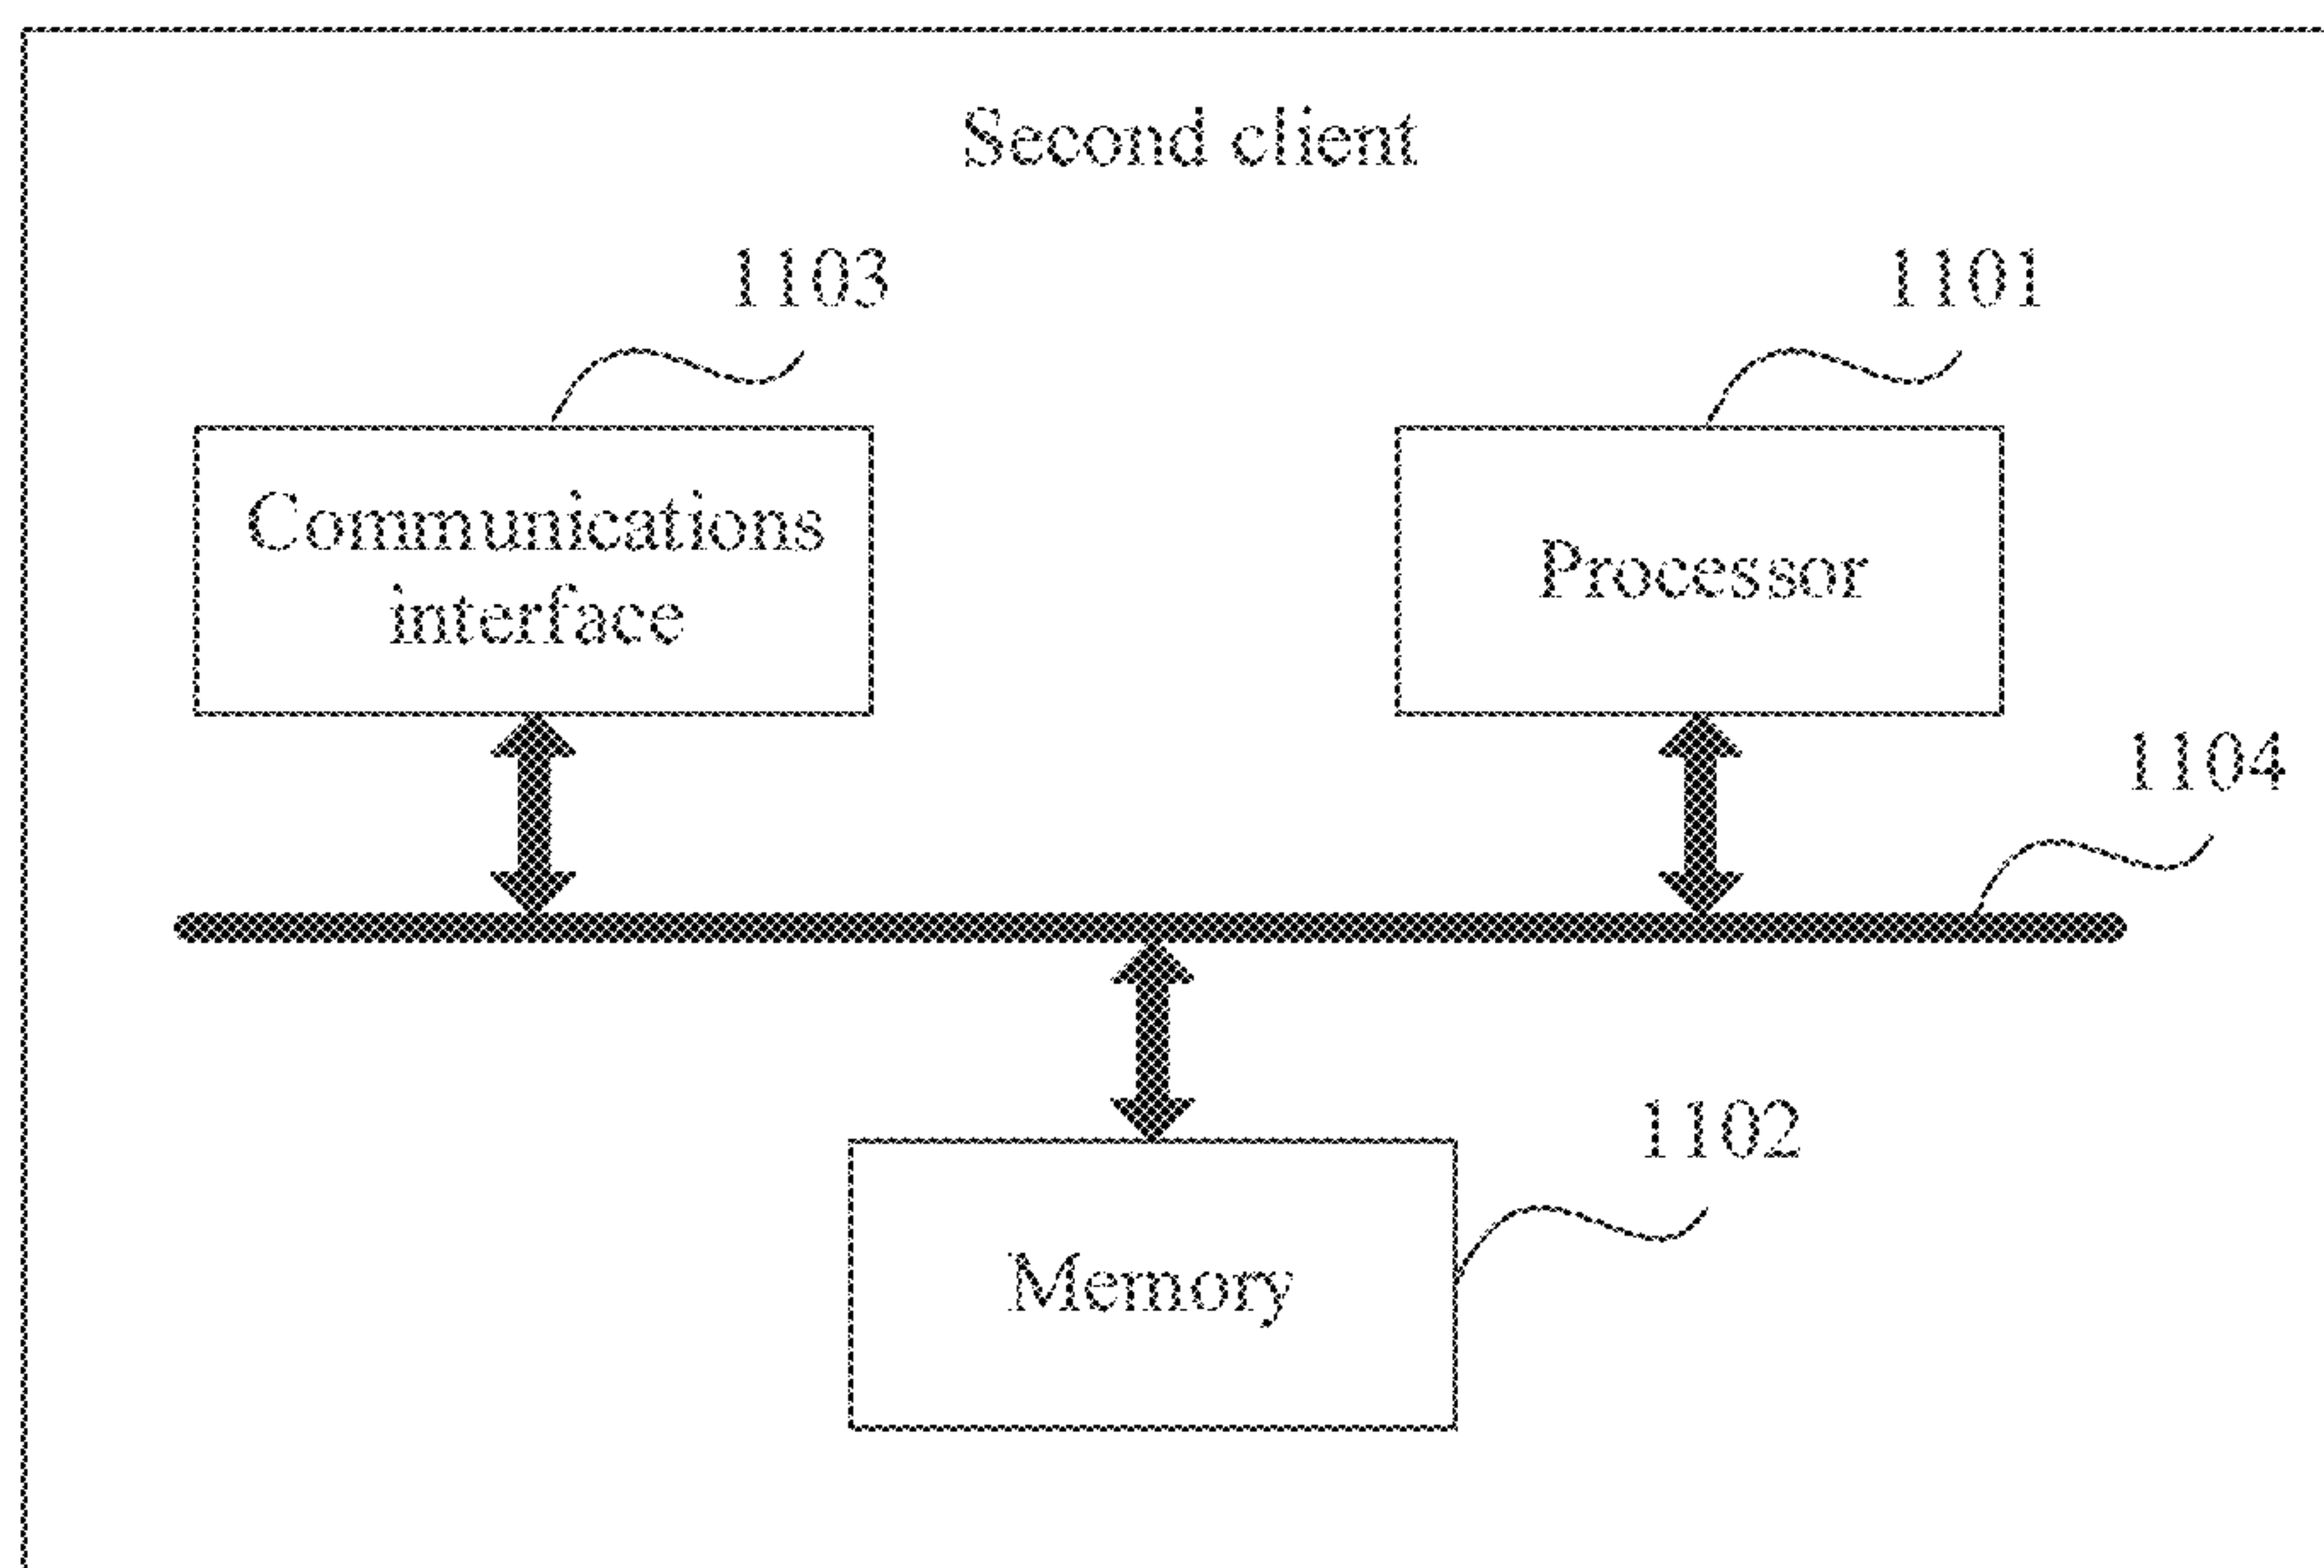 Second client
1103
1101
Communications
interface
Processor
1104
1102
Memory